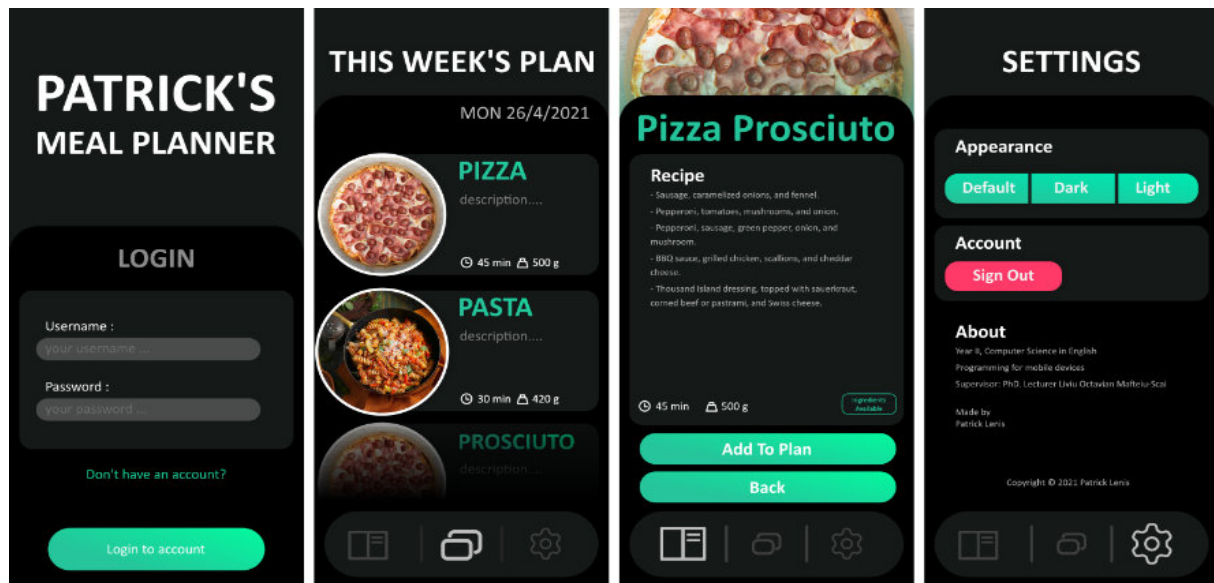 PATRICK'S
MEAL PLANNER
LOGIN
Username :
your username ...
Password :
your password ...
Don't have an account?
Login to account
THIS WEEK'S PLAN
MON 26/4/2021
PIZZA
description....
45 min 500 g
PASTA
description....
30 min 420 g
PROSCIUTO
description....
Pizza Prosciuto
Recipe
- Sausage, caramelized onions, and fennel.
- Pepperoni, tomatoes, mushrooms, and onion.
- Pepperoni, sausage, green pepper, onion, and
mushroom.
- BBQ sauce, grilled chicken, scallions, and cheddar
cheese.
- Thousand Island dressing, topped with sauerkraut,
corned beef or pastrami, and Swiss cheese.
45 min 500 g
Ingredients
Available
Add To Plan
Back
SETTINGS
Appearance
Default Dark Light
Account
Sign Out
About
Year II, Computer Science in English
Programming for mobile devices
Supervisor: PhD. Lecturer Liviu Octavian Mafteiu-Scai
Made by
Patrick Lenis
Copyright © 2021 Patrick Lenis